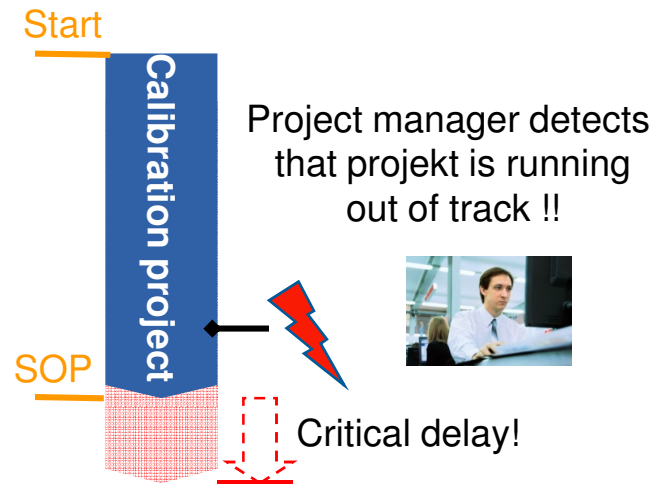 Start
Calibration project
Project manager detects
that projekt is running
out of track !!
SOP
Critical delay!